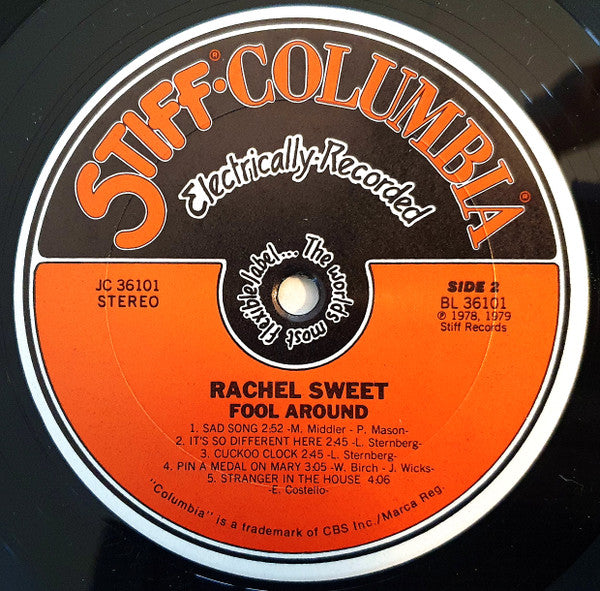 STIFF®·COLUMBIA®
Electrically-Recorded
The world's most
flexible label...
JC 36101
STEREO
SIDE 2
BL 36101
℗ 1978, 1979
Stiff Records
RACHEL SWEET
FOOL AROUND
1. SAD SONG 2:52 -M. Middler - P. Mason-
2. IT'S SO DIFFERENT HERE 2:45 -L. Sternberg-
3. CUCKOO CLOCK 2:45 -L. Sternberg-
4. PIN A MEDAL ON MARY 3:05 -W. Birch - J. Wicks-
5. STRANGER IN THE HOUSE 4:06
-E. Costello-
"Columbia" is a trademark of CBS Inc./Marca Reg.